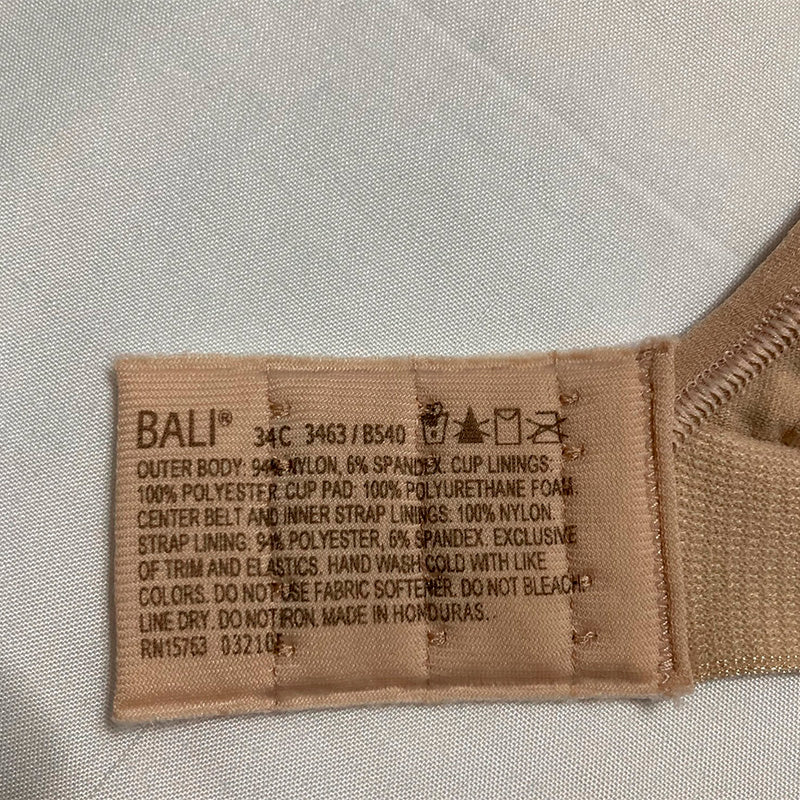 BALI® 34C 3463 / B540
OUTER BODY: 94% NYLON, 6% SPANDEX. CUP LININGS:
100% POLYESTER. CUP PAD: 100% POLYURETHANE FOAM.
CENTER BELT AND INNER STRAP LININGS: 100% NYLON.
STRAP LINING: 94% POLYESTER, 6% SPANDEX. EXCLUSIVE
OF TRIM AND ELASTICS. HAND WASH COLD WITH LIKE
COLORS. DO NOT USE FABRIC SOFTENER. DO NOT BLEACH.
LINE DRY. DO NOT IRON. MADE IN HONDURAS.
RN15763